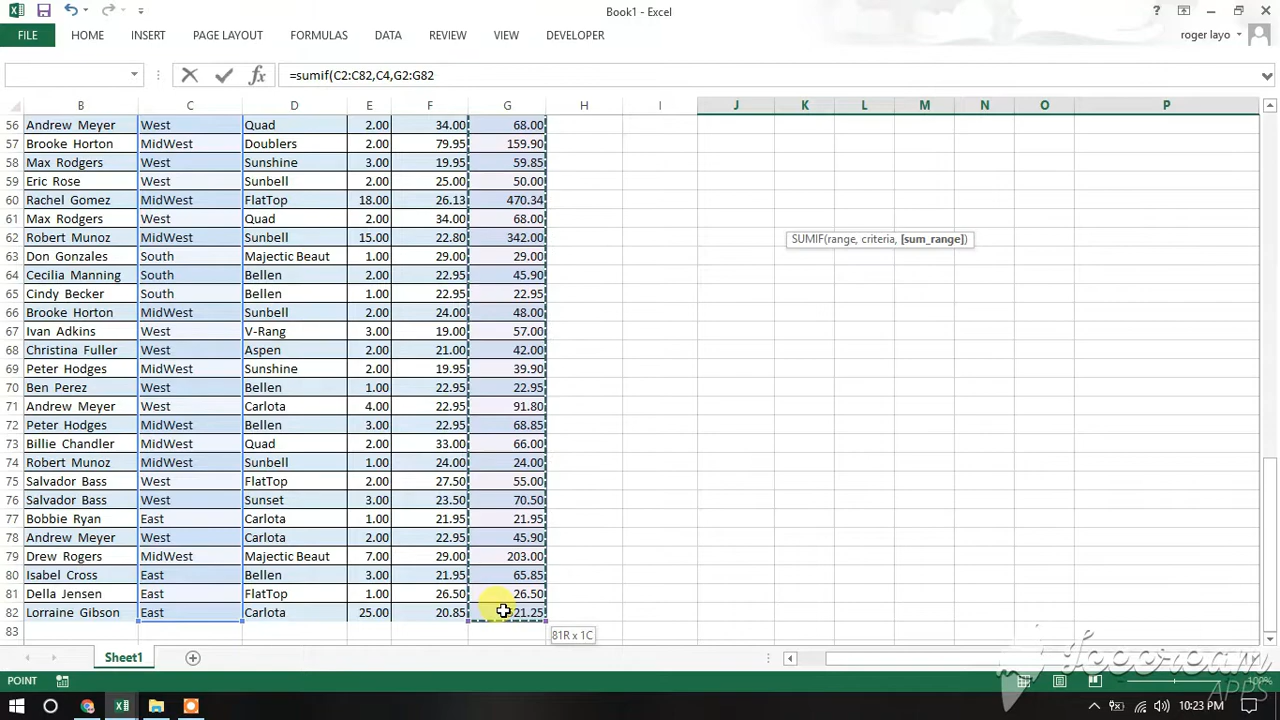 Book1 - Excel
?
FILE HOME INSERT PAGE LAYOUT FORMULAS DATA REVIEW VIEW DEVELOPER
roger layo
=sumif(C2:C82,C4,G2:G82
B C D E F G H I J K L M N O P
56 Andrew Meyer West Quad 2.00 34.00 68.00
57 Brooke Horton MidWest Doublers 2.00 79.95 159.90
58 Max Rodgers West Sunshine 3.00 19.95 59.85
59 Eric Rose West Sunbell 2.00 25.00 50.00
60 Rachel Gomez MidWest FlatTop 18.00 26.13 470.34
61 Max Rodgers West Quad 2.00 34.00 68.00
62 Robert Munoz MidWest Sunbell 15.00 22.80 342.00
SUMIF(range, criteria, [sum_range])
63 Don Gonzales South Majectic Beaut 1.00 29.00 29.00
64 Cecilia Manning South Bellen 2.00 22.95 45.90
65 Cindy Becker South Bellen 1.00 22.95 22.95
66 Brooke Horton MidWest Sunbell 2.00 24.00 48.00
67 Ivan Adkins West V-Rang 3.00 19.00 57.00
68 Christina Fuller West Aspen 2.00 21.00 42.00
69 Peter Hodges MidWest Sunshine 2.00 19.95 39.90
70 Ben Perez West Bellen 1.00 22.95 22.95
71 Andrew Meyer West Carlota 4.00 22.95 91.80
72 Peter Hodges MidWest Bellen 3.00 22.95 68.85
73 Billie Chandler MidWest Quad 2.00 33.00 66.00
74 Robert Munoz MidWest Sunbell 1.00 24.00 24.00
75 Salvador Bass West FlatTop 2.00 27.50 55.00
76 Salvador Bass West Sunset 3.00 23.50 70.50
77 Bobbie Ryan East Carlota 1.00 21.95 21.95
78 Andrew Meyer West Carlota 2.00 22.95 45.90
79 Drew Rogers MidWest Majectic Beaut 7.00 29.00 203.00
80 Isabel Cross East Bellen 3.00 21.95 65.85
81 Della Jensen East FlatTop 1.00 26.50 26.50
82 Lorraine Gibson East Carlota 25.00 20.85 21.25
83
81R x 1C
Sheet1
POINT
100%
APPS
10:23 PM